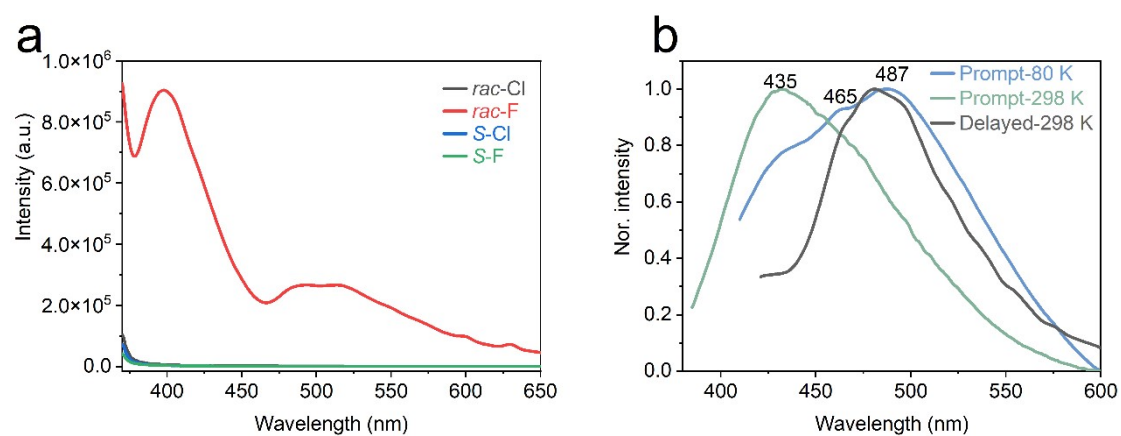 a
1.0×10⁶
8.0×10⁵
6.0×10⁵
4.0×10⁵
2.0×10⁵
0.0
Intensity (a.u.)
rac-Cl
rac-F
S-Cl
S-F
400 450 500 550 600 650
Wavelength (nm)
b
1.0
0.8
0.6
0.4
0.2
0.0
Nor. intensity
435
465
487
Prompt-80 K
Prompt-298 K
Delayed-298 K
400 450 500 550 600
Wavelength (nm)